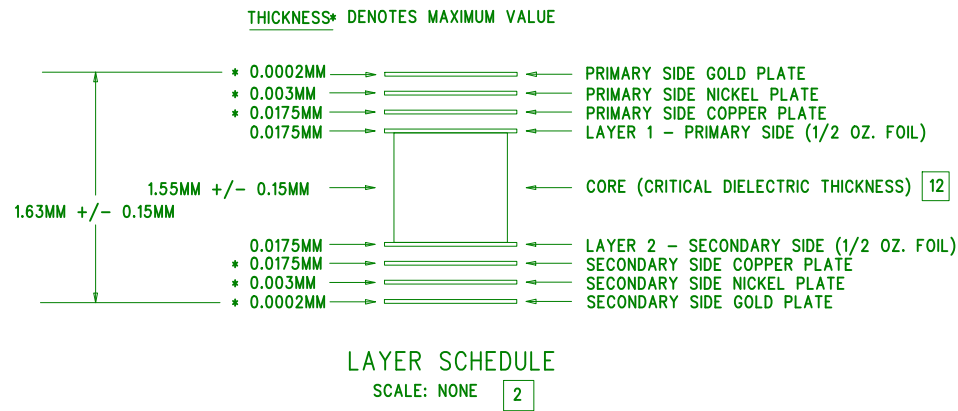 THICKNESS* DENOTES MAXIMUM VALUE
* 0.0002MM PRIMARY SIDE GOLD PLATE
* 0.003MM PRIMARY SIDE NICKEL PLATE
* 0.0175MM PRIMARY SIDE COPPER PLATE
0.0175MM LAYER 1 – PRIMARY SIDE (1/2 OZ. FOIL)
1.55MM +/– 0.15MM CORE (CRITICAL DIELECTRIC THICKNESS) 12
1.63MM +/– 0.15MM
0.0175MM LAYER 2 – SECONDARY SIDE (1/2 OZ. FOIL)
* 0.0175MM SECONDARY SIDE COPPER PLATE
* 0.003MM SECONDARY SIDE NICKEL PLATE
* 0.0002MM SECONDARY SIDE GOLD PLATE
LAYER SCHEDULE
SCALE: NONE 2